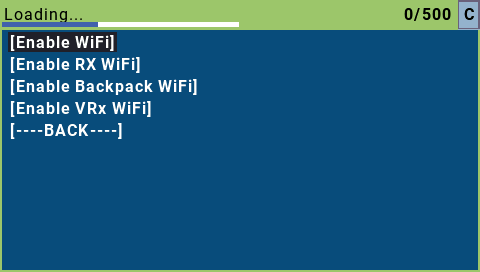 Loading... 0/500 C
[Enable WiFi]
[Enable RX WiFi]
[Enable Backpack WiFi]
[Enable VRx WiFi]
[----BACK----]